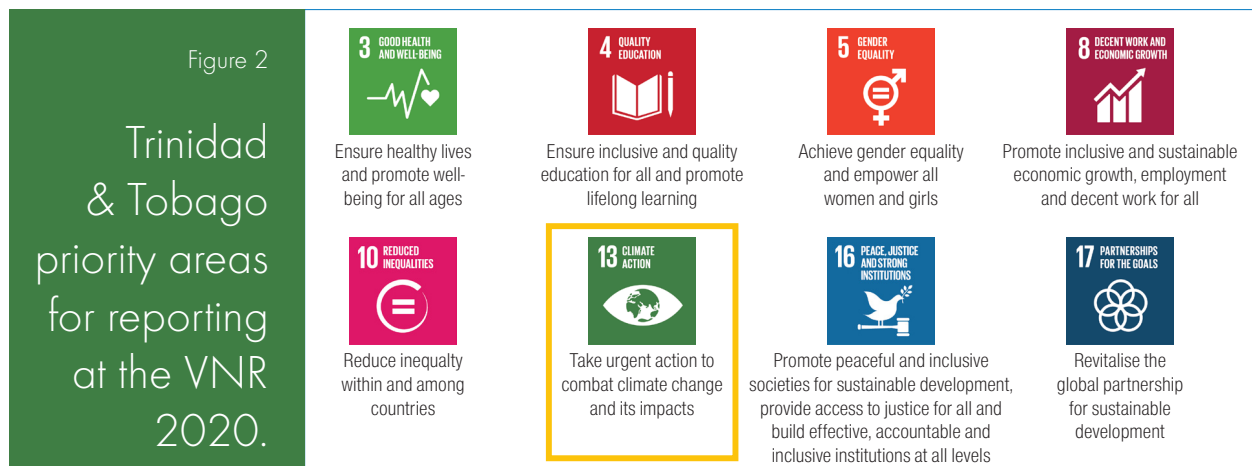 Figure 2
Trinidad
& Tobago
priority areas
for reporting
at the VNR
2020.
3 GOOD HEALTH
AND WELL-BEING
Ensure healthy lives
and promote well-
being for all ages
4 QUALITY
EDUCATION
Ensure inclusive and quality
education for all and promote
lifelong learning
5 GENDER
EQUALITY
Achieve gender equality
and empower all
women and girls
8 DECENT WORK AND
ECONOMIC GROWTH
Promote inclusive and sustainable
economic growth, employment
and decent work for all
10 REDUCED
INEQUALITIES
Reduce inequalty
within and among
countries
13 CLIMATE
ACTION
Take urgent action to
combat climate change
and its impacts
16 PEACE, JUSTICE
AND STRONG
INSTITUTIONS
Promote peaceful and inclusive
societies for sustainable development,
provide access to justice for all and
build effective, accountable and
inclusive institutions at all levels
17 PARTNERSHIPS
FOR THE GOALS
Revitalise the
global partnership
for sustainable
development